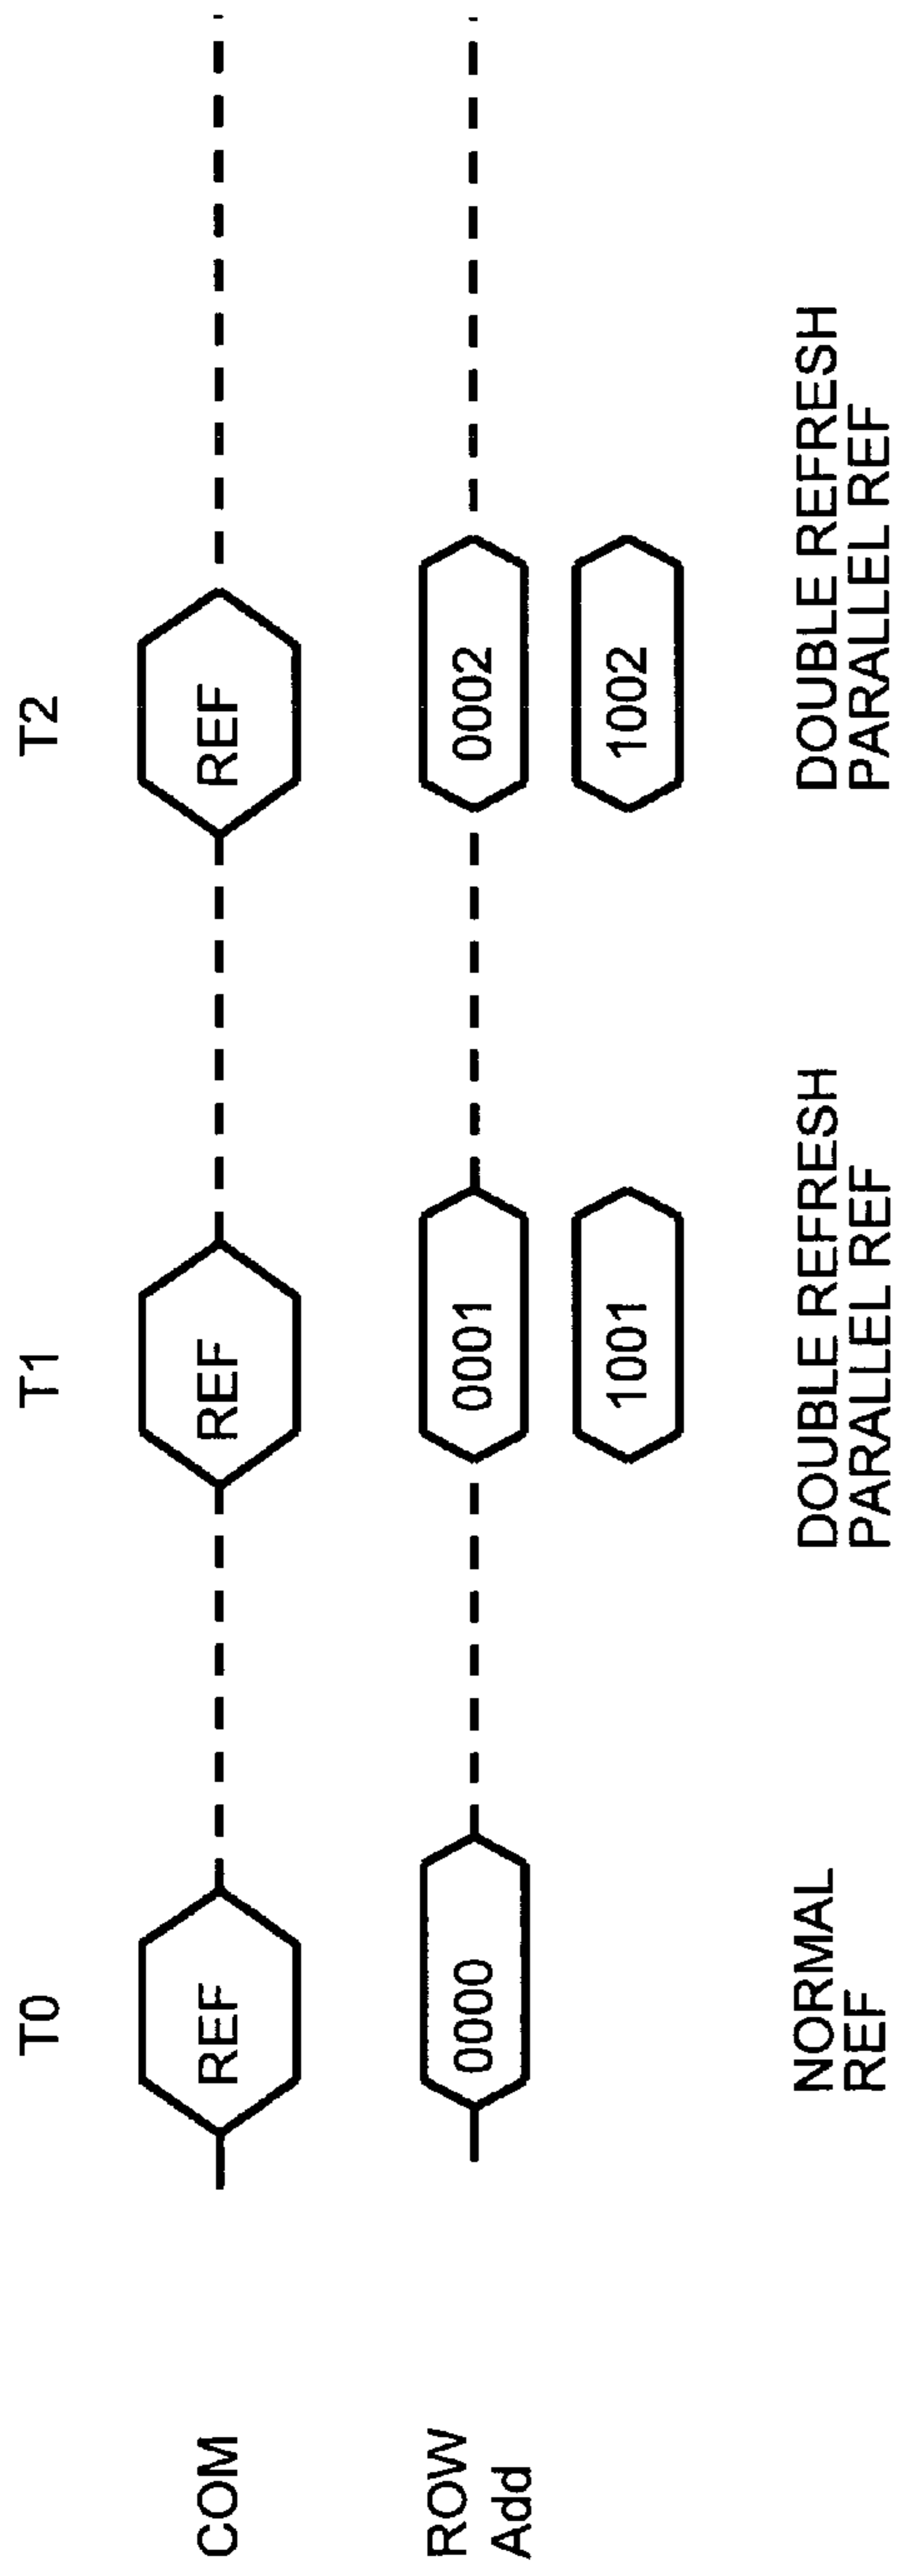 T0 T1 T2
COM REF REF REF
ROW 0000 0001 0002
Add
1001 1002
NORMAL DOUBLE REFRESH DOUBLE REFRESH
REF PARALLEL REF PARALLEL REF